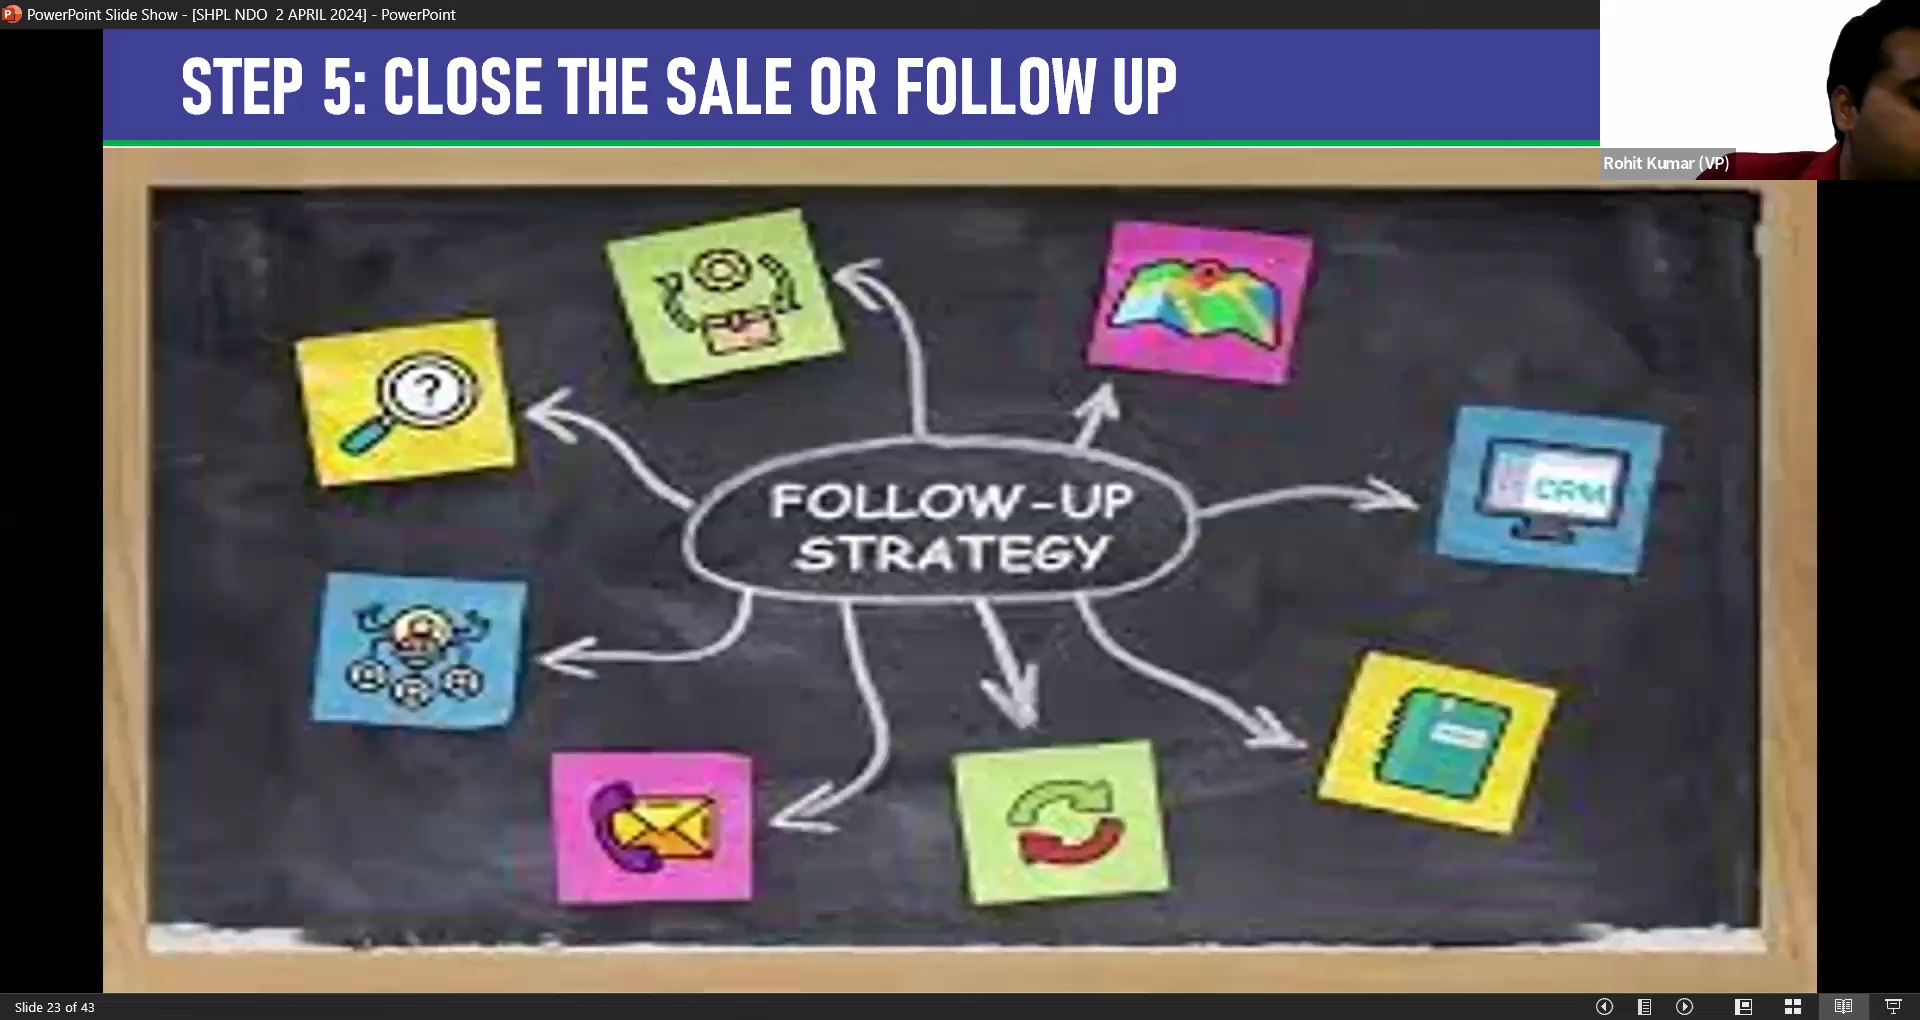 PowerPoint Slide Show - [SHPL NDO  2 APRIL 2024] - PowerPoint
STEP 5: CLOSE THE SALE OR FOLLOW UP
Rohit Kumar (VP)
?
FOLLOW-UP
STRATEGY
CRM
Slide 23 of 43